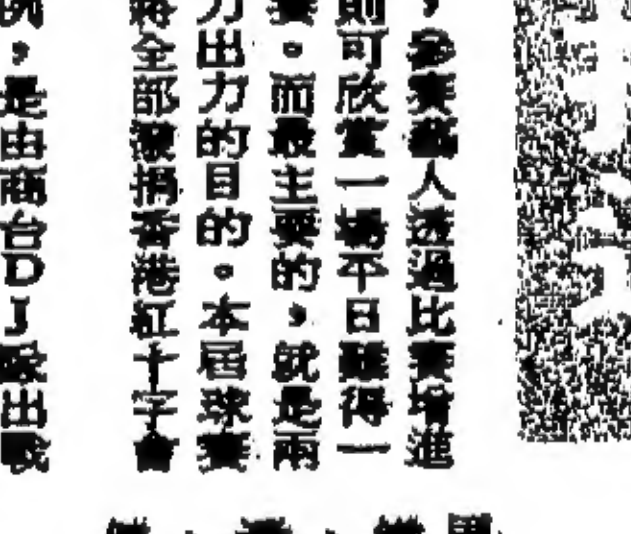 ，參賽藝人透過比賽增進
則可欣賞一場平日難得一
賽。而最主要的，就是兩
力出力的目的。本屆球賽
將全部撥捐香港紅十字會
例，是由商台DJ隊出戰